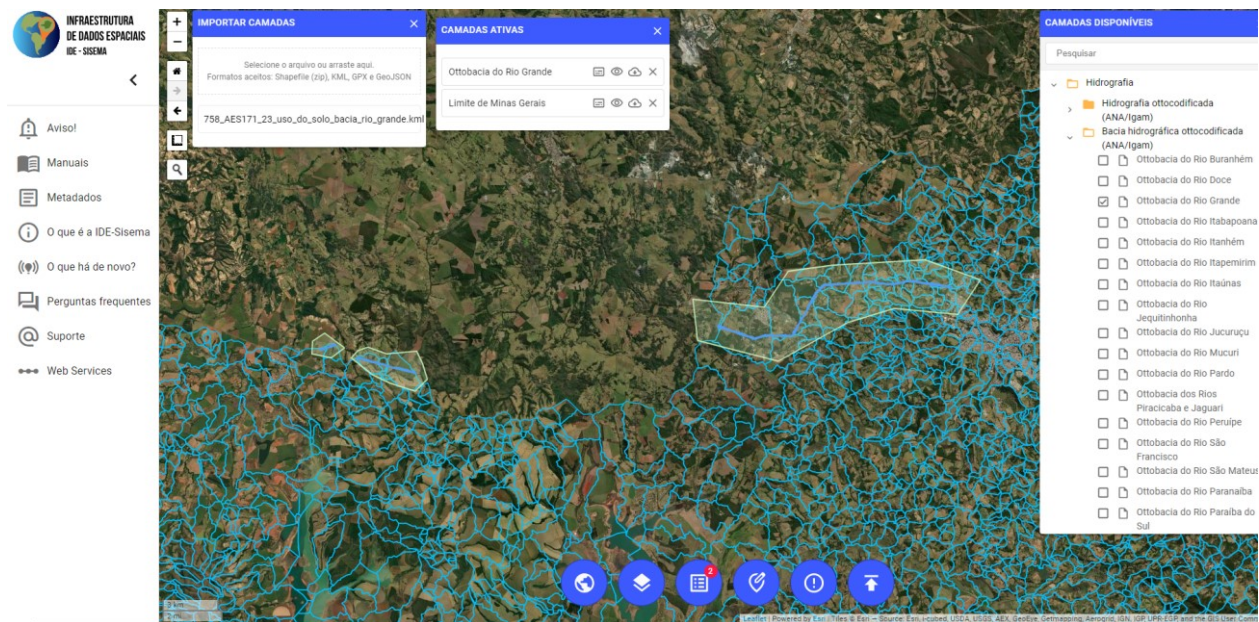 INFRAESTRUTURA
DE DADOS ESPACIAIS
IDE - SISEMA
Aviso!
Manuais
Metadados
O que é a IDE-Sisema
O que há de novo?
Perguntas frequentes
Suporte
Web Services
IMPORTAR CAMADAS
Selecione o arquivo ou arraste aqui.
Formatos aceitos: Shapefile (zip), KML, GPX e GeoJSON
758_AES171_23_uso_do_solo_bacia_rio_grande.kml
CAMADAS ATIVAS
Ottobacia do Rio Grande
Limite de Minas Gerais
CAMADAS DISPONÍVEIS
Pesquisar
Hidrografia
Hidrografia ottocodificada
(ANA/Igam)
Bacia hidrográfica ottocodificada
(ANA/Igam)
Ottobacia do Rio Buranhém
Ottobacia do Rio Doce
Ottobacia do Rio Grande
Ottobacia do Rio Itabapoana
Ottobacia do Rio Itanhém
Ottobacia do Rio Itapemirim
Ottobacia do Rio Itaúnas
Ottobacia do Rio
Jequitinhonha
Ottobacia do Rio Jucuruçu
Ottobacia do Rio Mucuri
Ottobacia do Rio Pardo
Ottobacia dos Rios
Piracicaba e Jaguari
Ottobacia do Rio Peruípe
Ottobacia do Rio São
Francisco
Ottobacia do Rio São Mateus
Ottobacia do Rio Paranaíba
Ottobacia do Rio Paraíba do
Sul
2
3 km
Leaflet | Powered by Esri | Tiles © Esri — Source: Esri, i-cubed, USDA, USGS, AEX, GeoEye, Getmapping, Aerogrid, IGN, IGP, UPR-EGP, and the GIS User Com